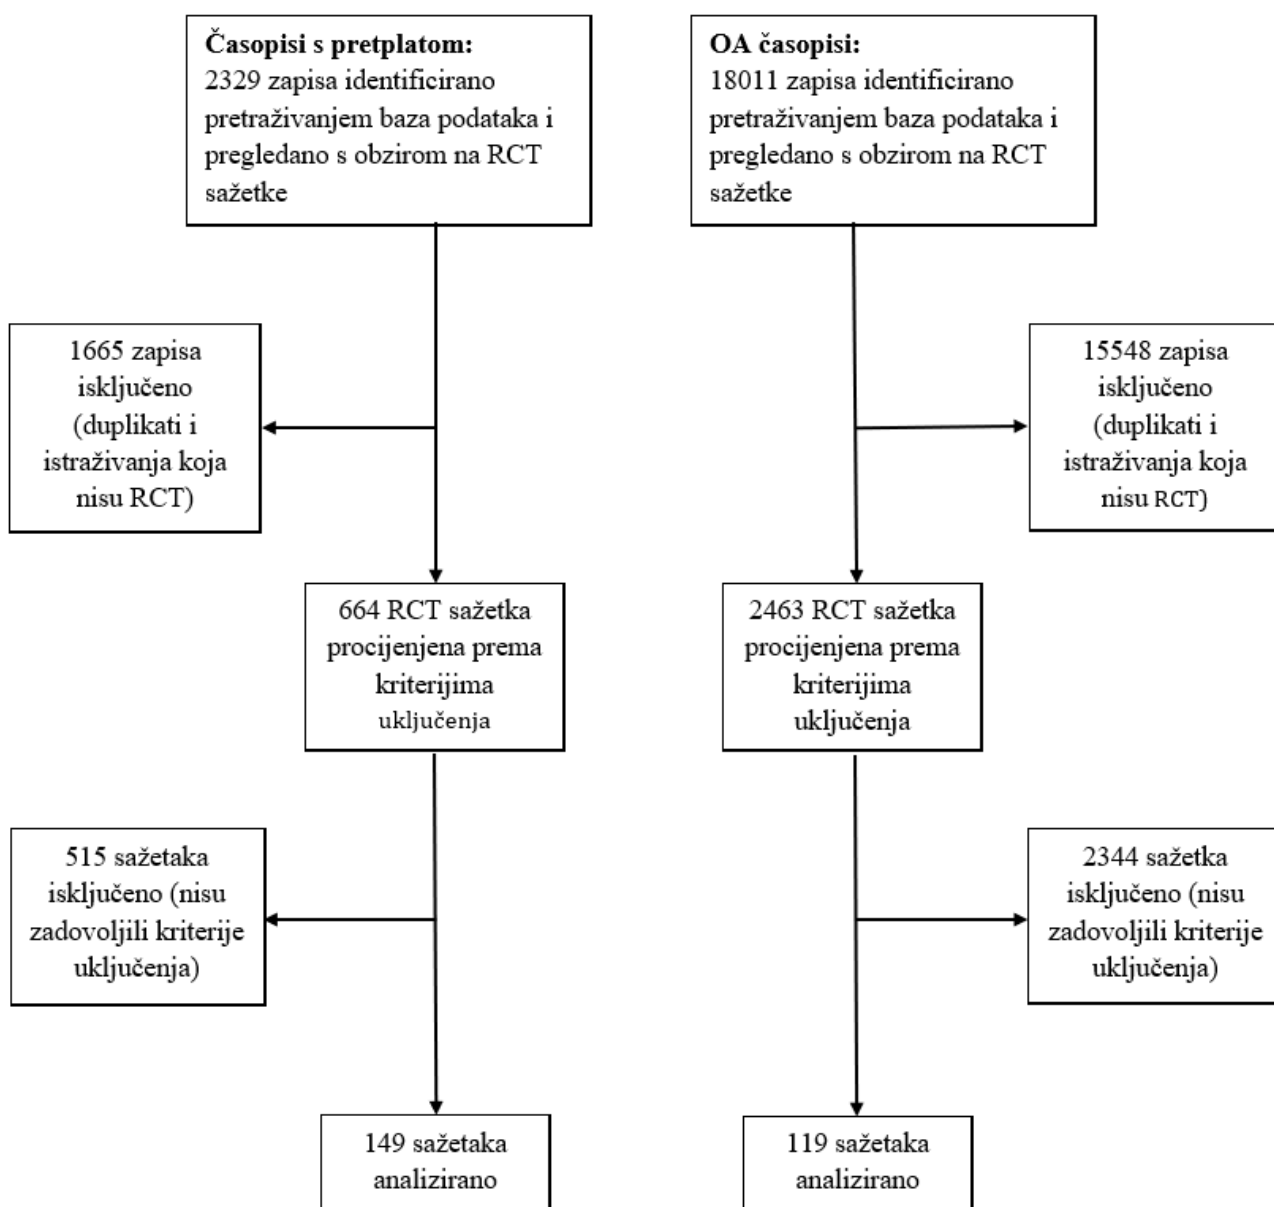 Časopisi s pretplatom:
2329 zapisa identificirano
pretraživanjem baza podataka i
pregledano s obzirom na RCT
sažetke
OA časopisi:
18011 zapisa identificirano
pretraživanjem baza podataka i
pregledano s obzirom na RCT
sažetke
1665 zapisa
isključeno
(duplikati i
istraživanja koja
nisu RCT)
15548 zapisa
isključeno
(duplikati i
istraživanja koja
nisu RCT)
664 RCT sažetka
procijenjena prema
kriterijima
uključenja
2463 RCT sažetka
procijenjena prema
kriterijima
uključenja
515 sažetaka
isključeno (nisu
zadovoljili kriterije
uključenja)
2344 sažetka
isključeno (nisu
zadovoljili kriterije
uključenja)
149 sažetaka
analizirano
119 sažetaka
analizirano